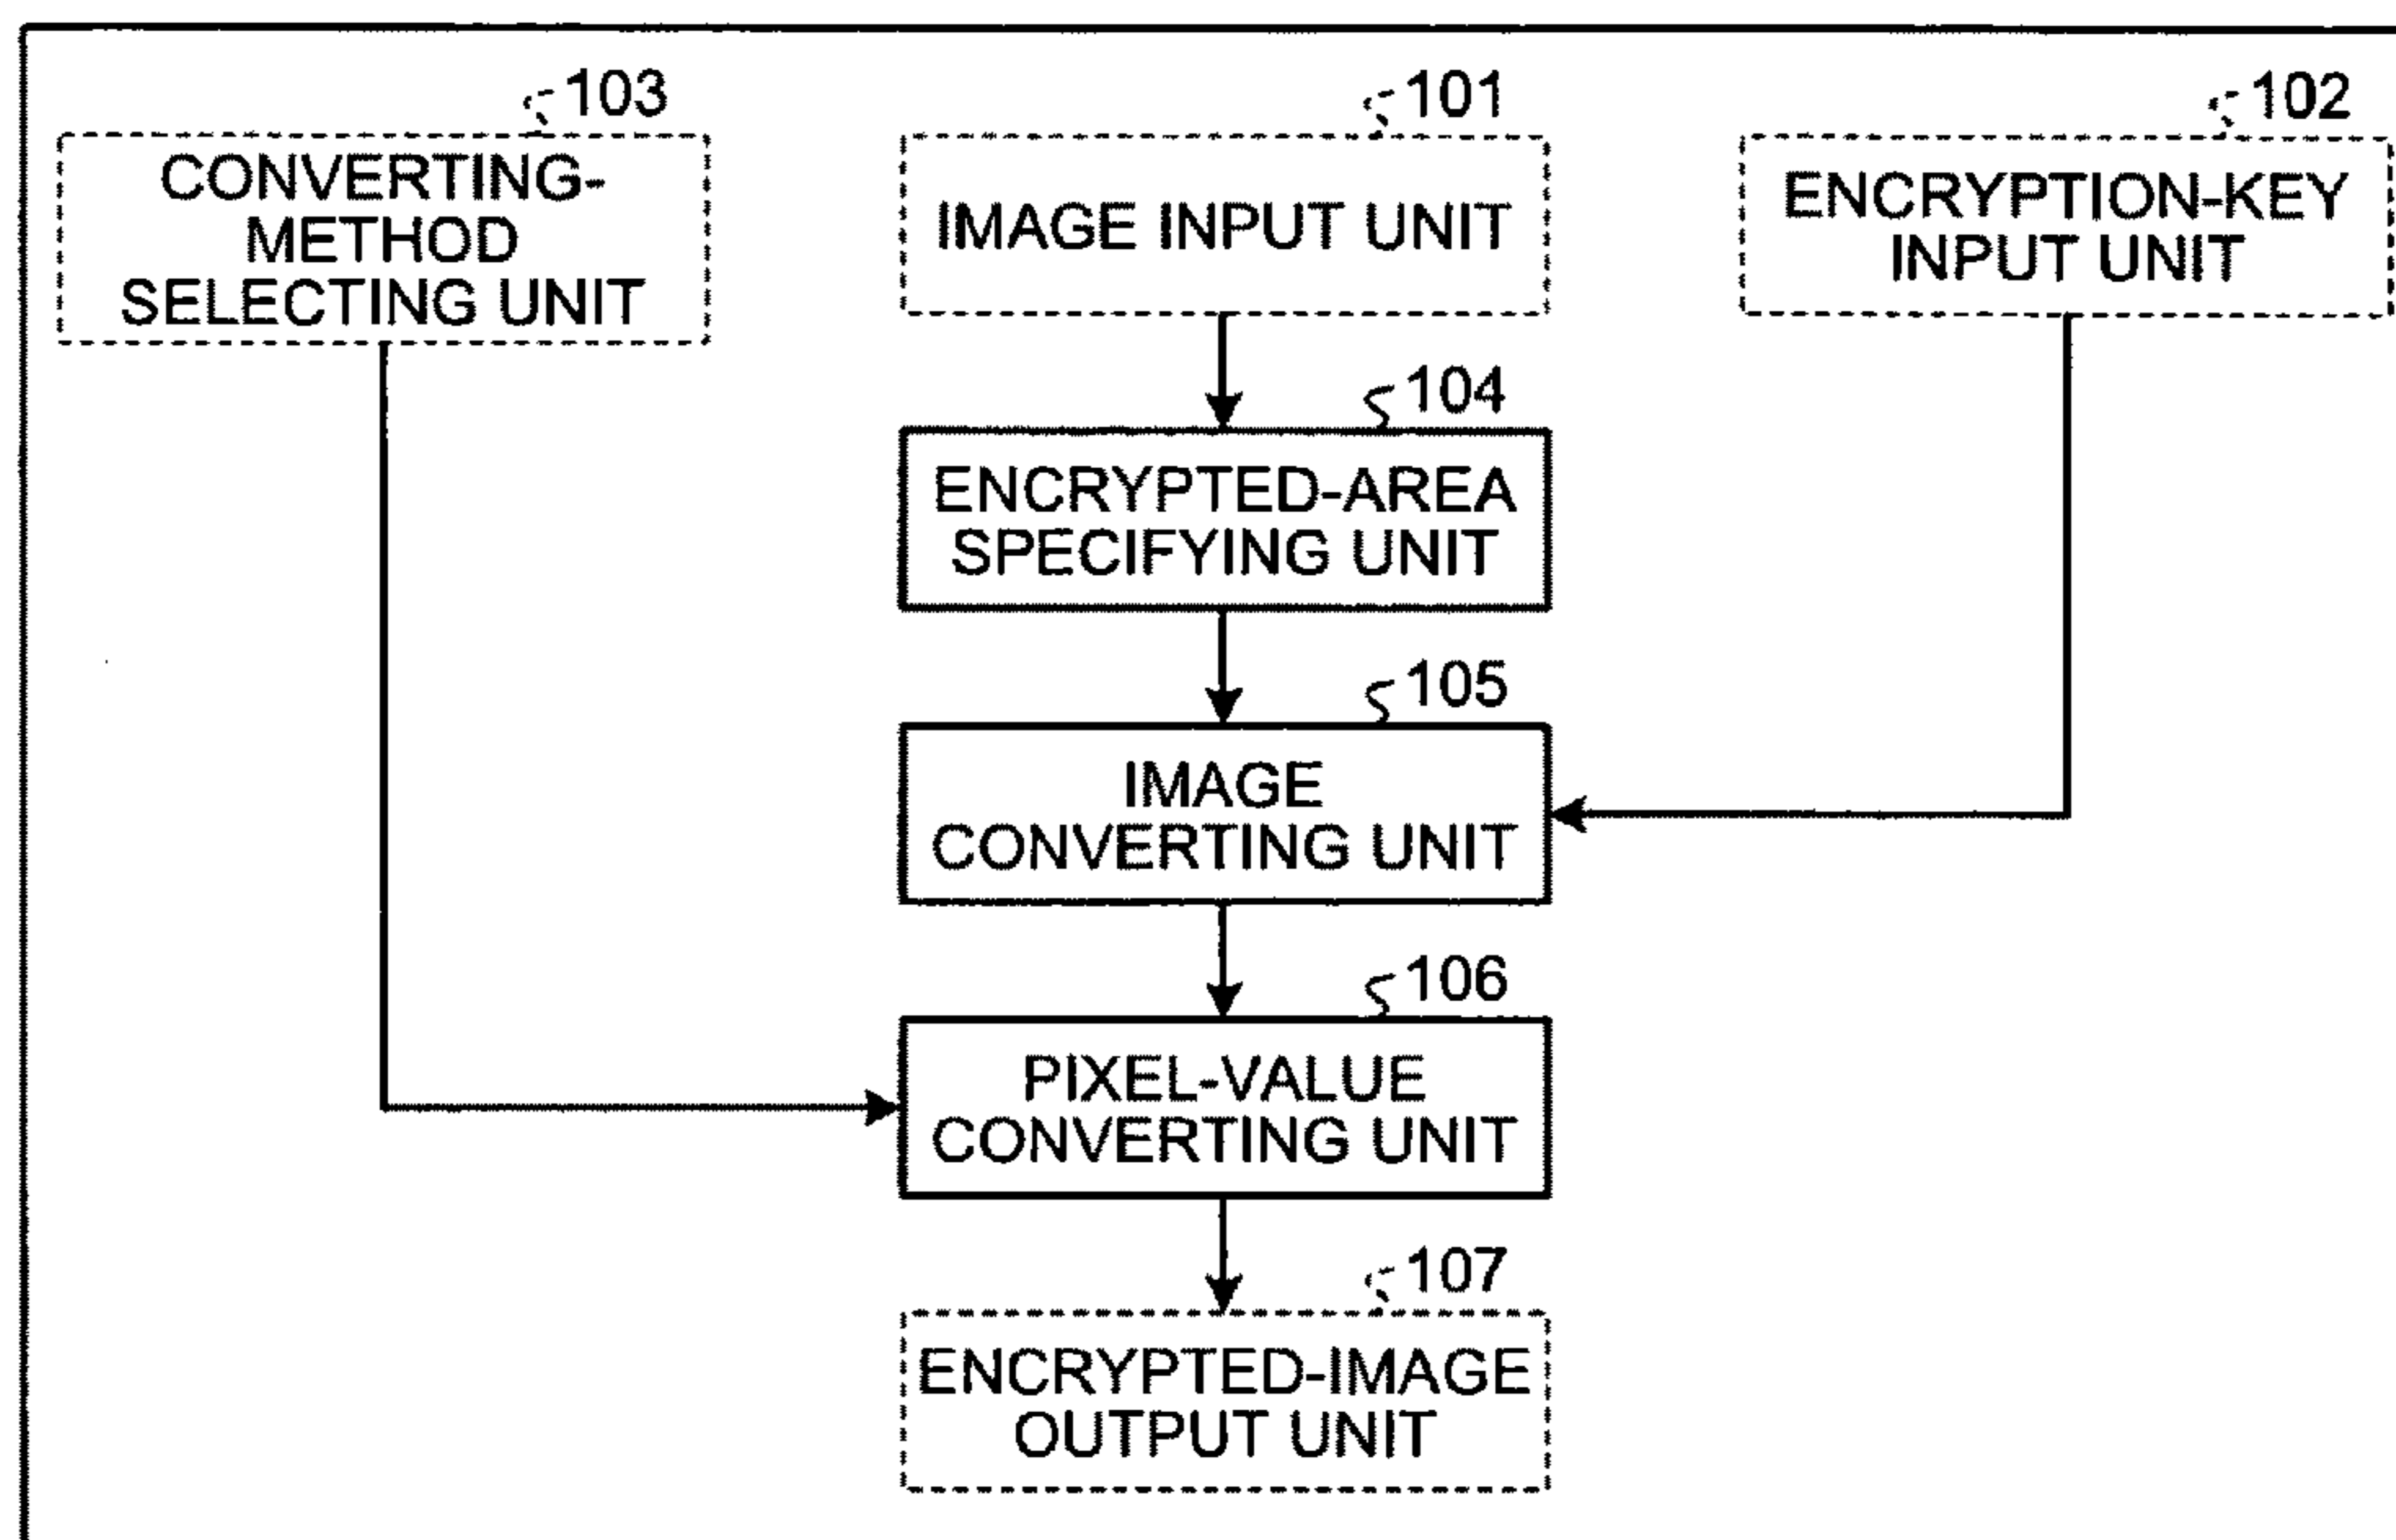 103
CONVERTING-
METHOD
SELECTING UNIT
101
IMAGE INPUT UNIT
102
ENCRYPTION-KEY
INPUT UNIT
104
ENCRYPTED-AREA
SPECIFYING UNIT
105
IMAGE
CONVERTING UNIT
106
PIXEL-VALUE
CONVERTING UNIT
107
ENCRYPTED-IMAGE
OUTPUT UNIT